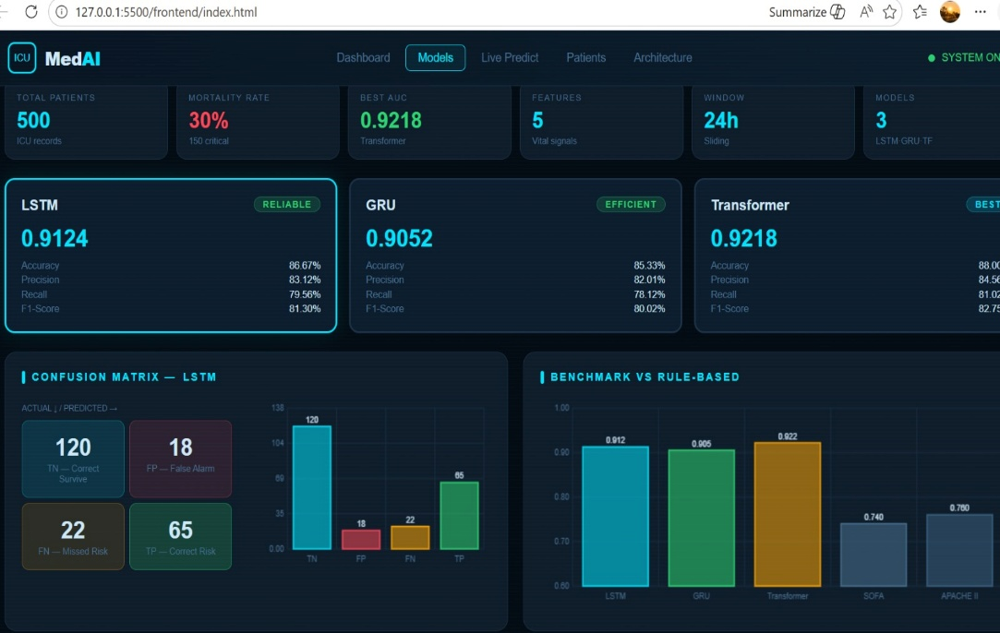 127.0.0.1:5500/frontend/index.html
Summarize
ICU
MedAI
Dashboard
Models
Live Predict
Patients
Architecture
SYSTEM ON
TOTAL PATIENTS
500
ICU records
MORTALITY RATE
30%
150 critical
BEST AUC
0.9218
Transformer
FEATURES
5
Vital signals
WINDOW
24h
Sliding
MODELS
3
LSTM·GRU·TF
LSTM
RELIABLE
0.9124
Accuracy 86.67%
Precision 83.12%
Recall 79.56%
F1-Score 81.30%
GRU
EFFICIENT
0.9052
Accuracy 85.33%
Precision 82.01%
Recall 78.12%
F1-Score 80.02%
Transformer
BEST
0.9218
Accuracy 88.00
Precision 84.56
Recall 81.02
F1-Score 82.75
CONFUSION MATRIX — LSTM
ACTUAL ↓ / PREDICTED →
120
TN — Correct
Survive
18
FP — False Alarm
22
FN — Missed Risk
65
TP — Correct Risk
138
104
69
35
0.00
120
18
22
65
TN
FP
FN
TP
BENCHMARK VS RULE-BASED
1.00
0.90
0.80
0.70
0.60
0.912
0.905
0.922
0.740
0.760
LSTM
GRU
Transformer
SOFA
APACHE II